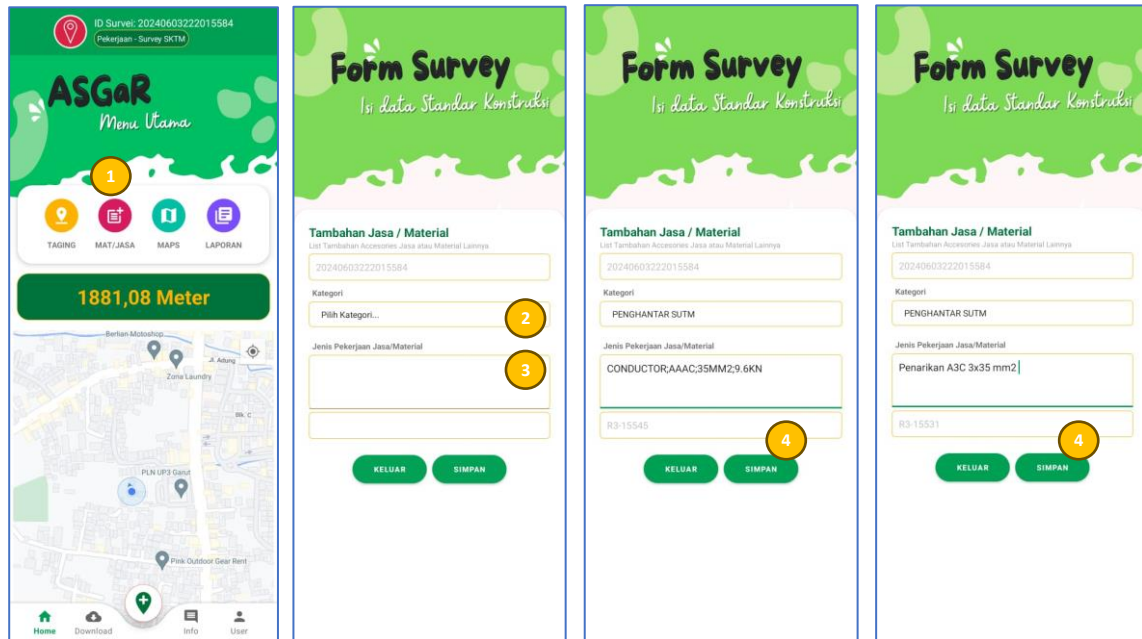 ID Survei: 20240603222015584
Pekerjaan - Survey SKTM
ASGaR
Menu Utama
1
TAGING
MAT/JASA
MAPS
LAPORAN
1881,08 Meter
Berlian Motoshop
Jl. Adung
Zona Laundry
Blk. C
PLN UP3 Garut
Pink Outdoor Gear Rent
Home
Download
Info
User
Form Survey
Isi data Standar Konstruksi
Tambahan Jasa / Material
List Tambahan Accesories Jasa atau Material Lainnya
20240603222015584
Kategori
Pilih Kategori...
2
Jenis Pekerjaan Jasa/Material
3
KELUAR
SIMPAN
Form Survey
Isi data Standar Konstruksi
Tambahan Jasa / Material
List Tambahan Accesories Jasa atau Material Lainnya
20240603222015584
Kategori
PENGHANTAR SUTM
Jenis Pekerjaan Jasa/Material
CONDUCTOR;AAAC;35MM2;9.6KN
R3-15545
4
KELUAR
SIMPAN
Form Survey
Isi data Standar Konstruksi
Tambahan Jasa / Material
List Tambahan Accesories Jasa atau Material Lainnya
20240603222015584
Kategori
PENGHANTAR SUTM
Jenis Pekerjaan Jasa/Material
Penarikan A3C 3x35 mm2
R3-15531
4
KELUAR
SIMPAN